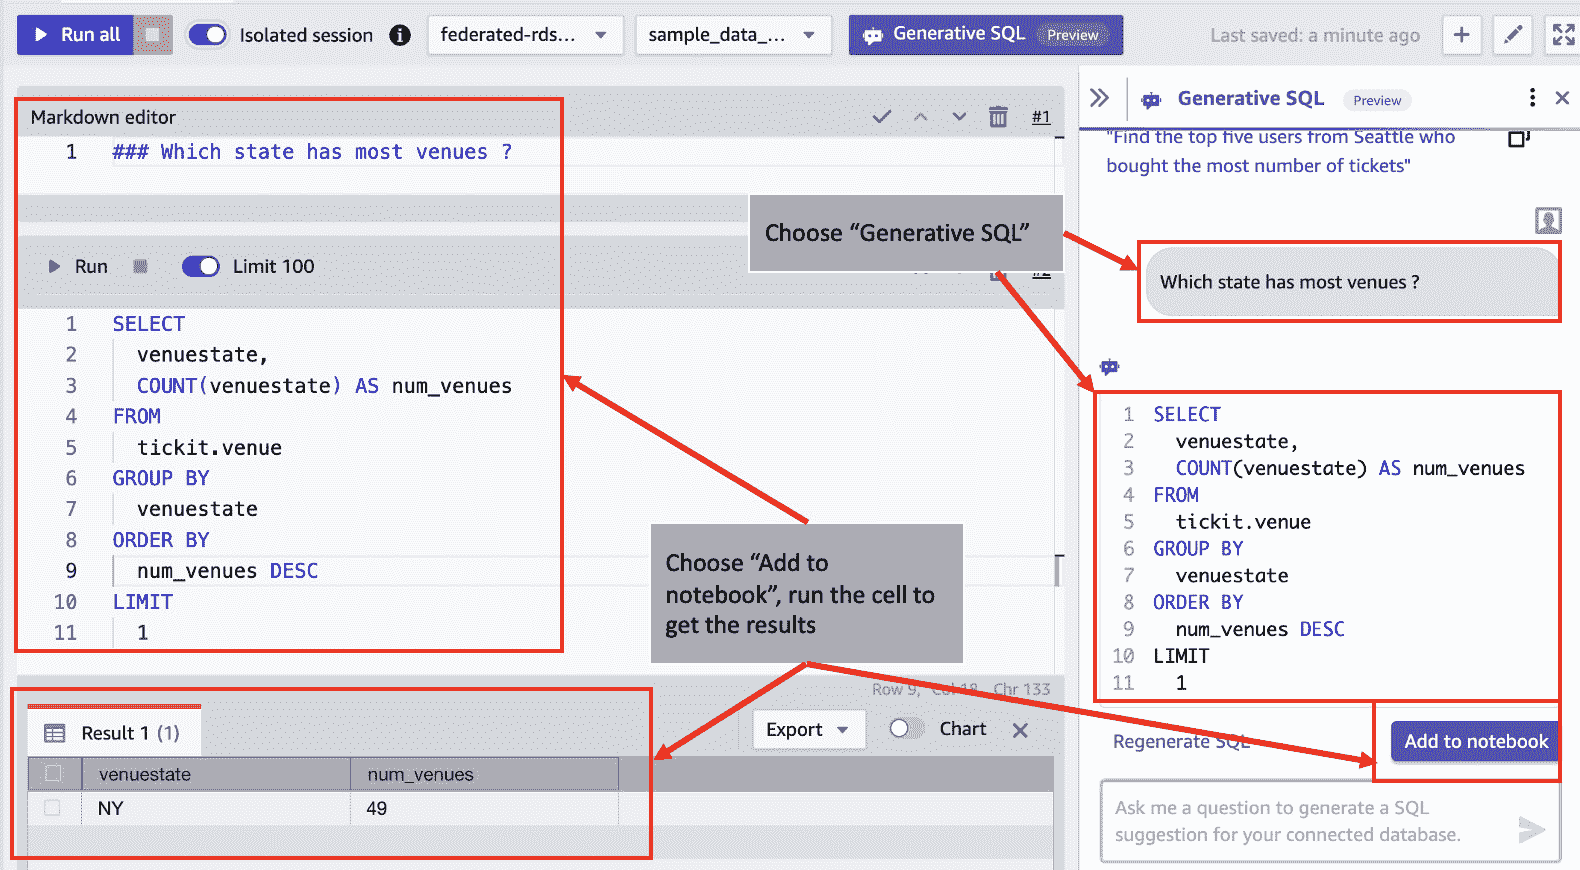 Run all
Isolated session
federated-rds...
sample_data_...
Generative SQL Preview
Last saved: a minute ago
Markdown editor
#1
1 ### Which state has most venues ?
Run
Limit 100
1 SELECT
2 venuestate,
3 COUNT(venuestate) AS num_venues
4 FROM
5 tickit.venue
6 GROUP BY
7 venuestate
8 ORDER BY
9 num_venues DESC
10 LIMIT
11 1
Row 9, Col 18, Chr 133
Result 1 (1)
Export
Chart
venuestate num_venues
NY 49
Choose “Generative SQL”
Choose “Add to
notebook”, run the cell to
get the results
Generative SQL Preview
"Find the top five users from Seattle who
bought the most number of tickets"
Which state has most venues ?
1 SELECT
2 venuestate,
3 COUNT(venuestate) AS num_venues
4 FROM
5 tickit.venue
6 GROUP BY
7 venuestate
8 ORDER BY
9 num_venues DESC
10 LIMIT
11 1
Regenerate SQL
Add to notebook
Ask me a question to generate a SQL
suggestion for your connected database.